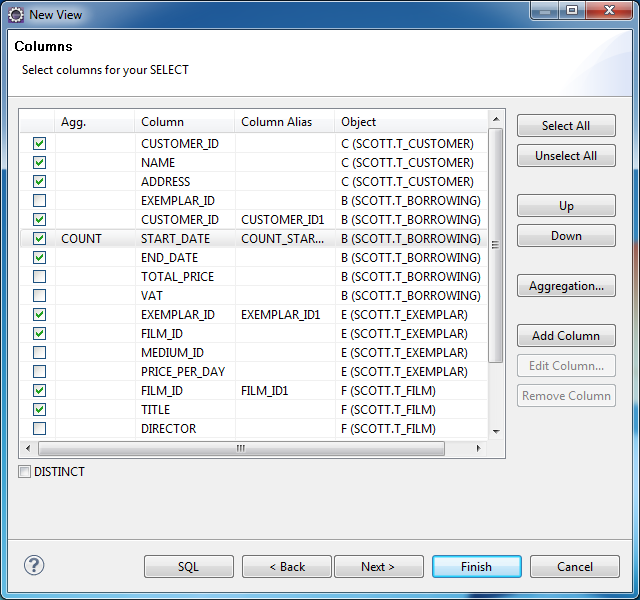 New View
Columns
Select columns for your SELECT
Agg. Column Column Alias Object
CUSTOMER_ID C (SCOTT.T_CUSTOMER)
NAME C (SCOTT.T_CUSTOMER)
ADDRESS C (SCOTT.T_CUSTOMER)
EXEMPLAR_ID B (SCOTT.T_BORROWING)
CUSTOMER_ID CUSTOMER_ID1 B (SCOTT.T_BORROWING)
COUNT START_DATE COUNT_STAR... B (SCOTT.T_BORROWING)
END_DATE B (SCOTT.T_BORROWING)
TOTAL_PRICE B (SCOTT.T_BORROWING)
VAT B (SCOTT.T_BORROWING)
EXEMPLAR_ID EXEMPLAR_ID1 E (SCOTT.T_EXEMPLAR)
FILM_ID E (SCOTT.T_EXEMPLAR)
MEDIUM_ID E (SCOTT.T_EXEMPLAR)
PRICE_PER_DAY E (SCOTT.T_EXEMPLAR)
FILM_ID FILM_ID1 F (SCOTT.T_FILM)
TITLE F (SCOTT.T_FILM)
DIRECTOR F (SCOTT.T_FILM)
Select All
Unselect All
Up
Down
Aggregation...
Add Column
Edit Column...
Remove Column
DISTINCT
? SQL < Back Next > Finish Cancel